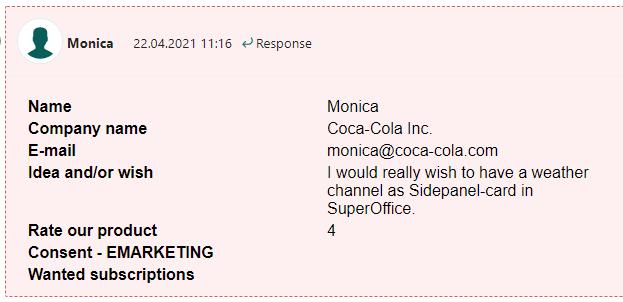 Monica 22.04.2021 11:16 Response
Name Monica
Company name Coca-Cola Inc.
E-mail monica@coca-cola.com
Idea and/or wish I would really wish to have a weather
channel as Sidepanel-card in
SuperOffice.
Rate our product 4
Consent - EMARKETING
Wanted subscriptions